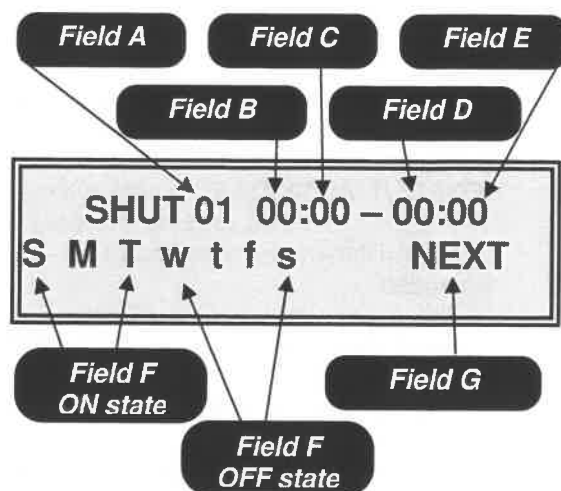 Field A
Field C
Field E
Field B
Field D
SHUT 01 00:00 – 00:00
S M T w t f s NEXT
Field F
ON state
Field G
Field F
OFF state